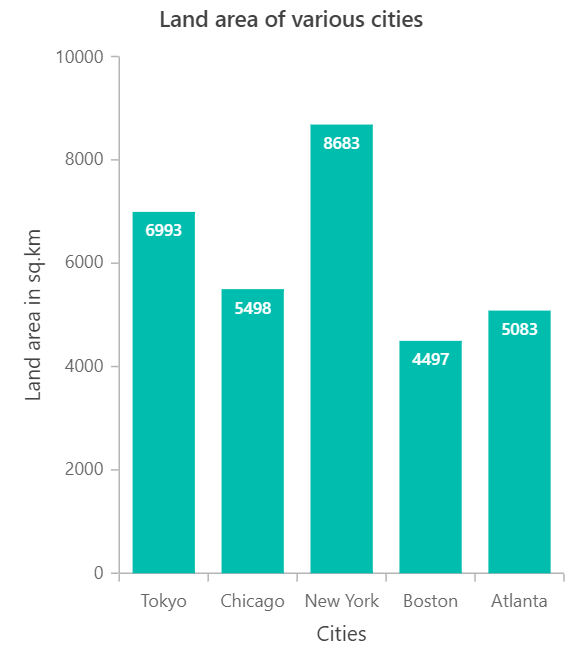 Land area of various cities
10000
8000
6000
4000
2000
0
Land area in sq.km
6993
5498
8683
4497
5083
Tokyo Chicago New York Boston Atlanta
Cities